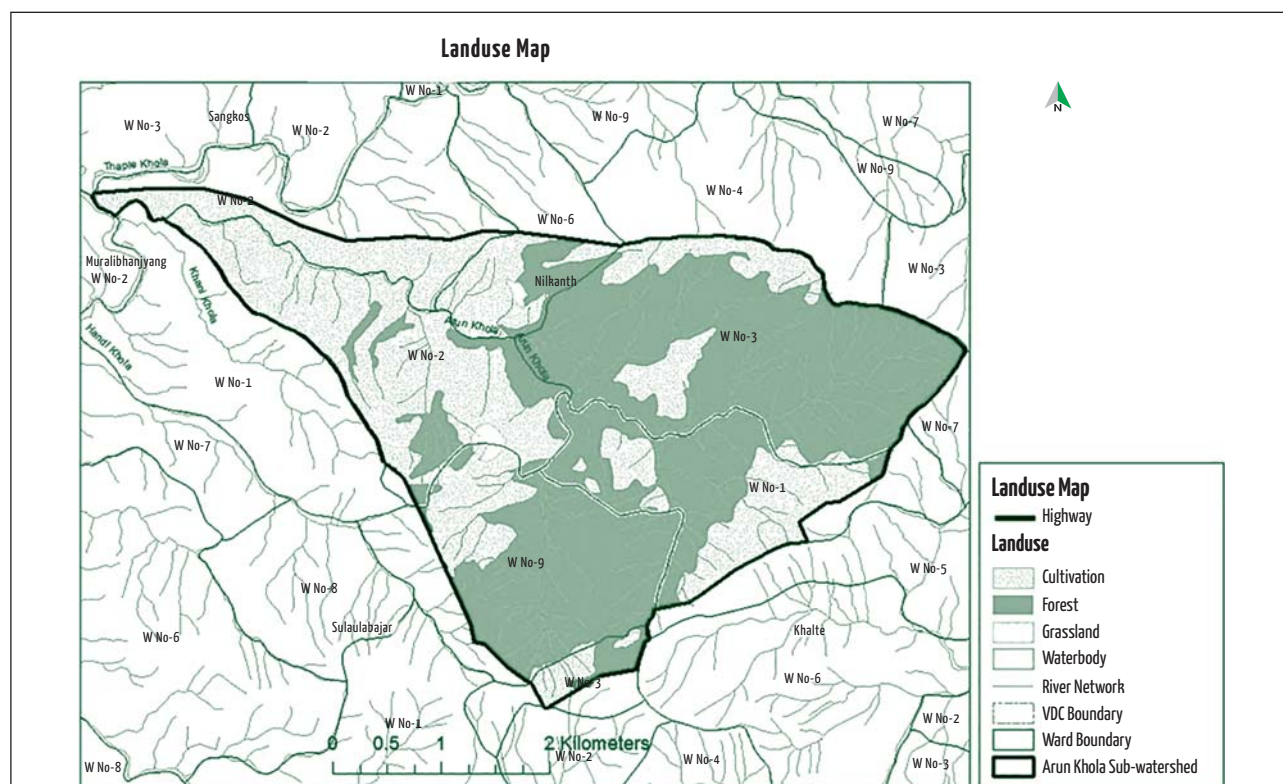 Landuse Map
N
W No-1
W No-3
Sangkos
W No-2
W No-9
W No-7
Thaple Khola
W No-4
W No-9
W No-2
W No-6
Muralibhanjyang
W No-2
Khani Khola
Nilkanth
W No-3
Handi Khola
Arun Khola
Arun Khola
W No-3
W No-2
W No-1
W No-7
W No-7
W No-1
W No-9
W No-5
W No-8
Sulaulabajar
W No-6
Khalte
W No-3
W No-6
W No-1
W No-2
0 0.5 1 2 Kilometers
W No-2
W No-4
W No-3
W No-8
Landuse Map
Highway
Landuse
Cultivation
Forest
Grassland
Waterbody
River Network
VDC Boundary
Ward Boundary
Arun Khola Sub-watershed